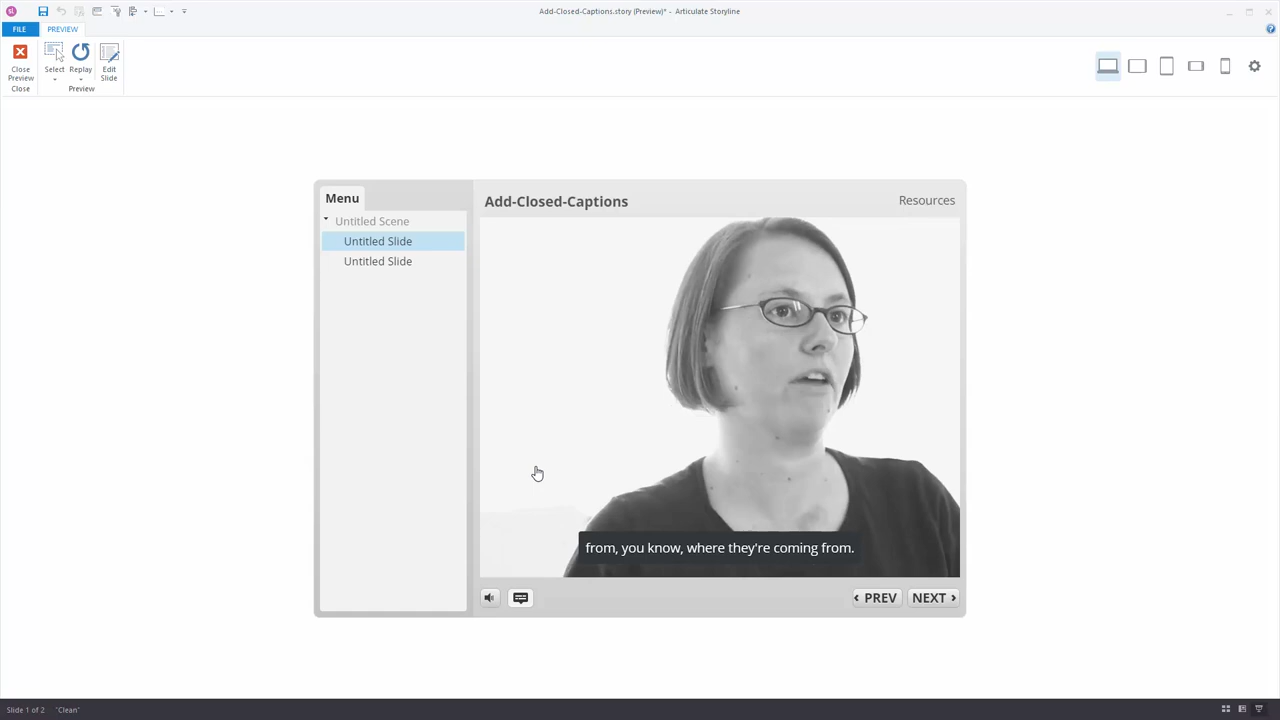 sl
Add-Closed-Captions.story (Preview)* - Articulate Storyline
FILE
PREVIEW
Close Preview
Select
Replay
Edit Slide
Close
Preview
Menu
Untitled Scene
Untitled Slide
Untitled Slide
Add-Closed-Captions
Resources
from, you know, where they're coming from.
PREV
NEXT
Slide 1 of 2
'Clean'